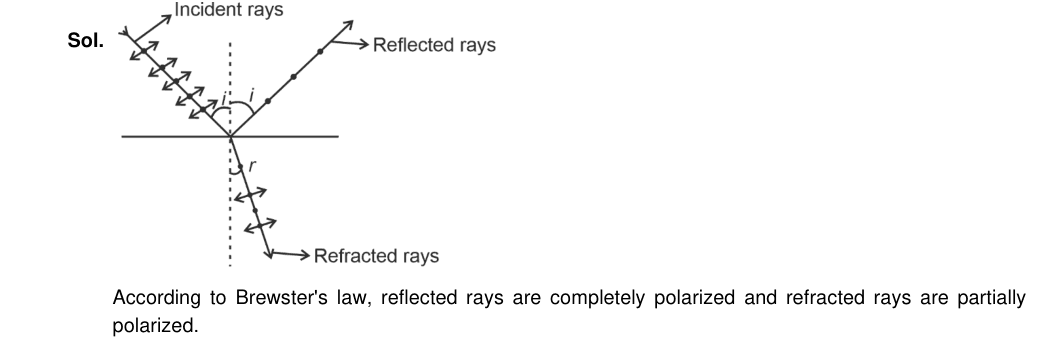 Incident rays
Sol.
Reflected rays
i
i
r
Refracted rays
According to Brewster's law, reflected rays are completely polarized and refracted rays are partially
polarized.